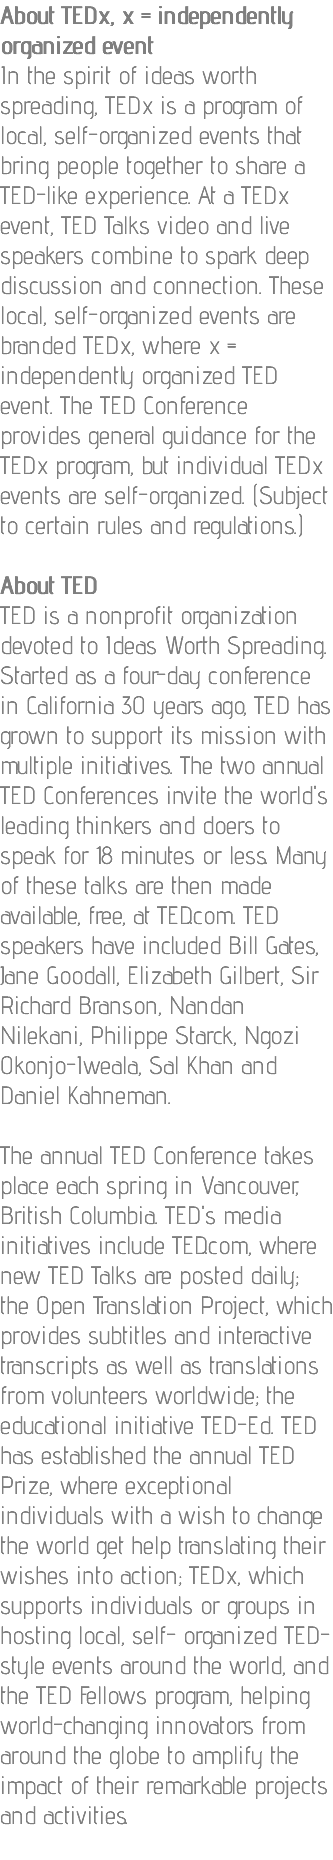 About TEDx, x = independently
organized event
In the spirit of ideas worth
spreading, TEDx is a program of
local, self-organized events that
bring people together to share a
TED-like experience. At a TEDx
event, TED Talks video and live
speakers combine to spark deep
discussion and connection. These
local, self-organized events are
branded TEDx, where x =
independently organized TED
event. The TED Conference
provides general guidance for the
TEDx program, but individual TEDx
events are self-organized. (Subject
to certain rules and regulations.)

About TED
TED is a nonprofit organization
devoted to Ideas Worth Spreading.
Started as a four-day conference
in California 30 years ago, TED has
grown to support its mission with
multiple initiatives. The two annual
TED Conferences invite the world's
leading thinkers and doers to
speak for 18 minutes or less. Many
of these talks are then made
available, free, at TED.com. TED
speakers have included Bill Gates,
Jane Goodall, Elizabeth Gilbert, Sir
Richard Branson, Nandan
Nilekani, Philippe Starck, Ngozi
Okonjo-Iweala, Sal Khan and
Daniel Kahneman.

The annual TED Conference takes
place each spring in Vancouver,
British Columbia. TED's media
initiatives include TED.com, where
new TED Talks are posted daily;
the Open Translation Project, which
provides subtitles and interactive
transcripts as well as translations
from volunteers worldwide; the
educational initiative TED-Ed. TED
has established the annual TED
Prize, where exceptional
individuals with a wish to change
the world get help translating their
wishes into action; TEDx, which
supports individuals or groups in
hosting local, self- organized TED-
style events around the world, and
the TED Fellows program, helping
world-changing innovators from
around the globe to amplify the
impact of their remarkable projects
and activities.